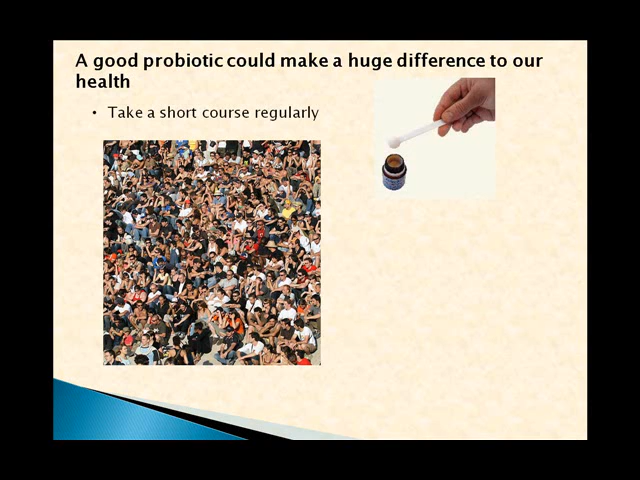 A good probiotic could make a huge difference to our
health
• Take a short course regularly